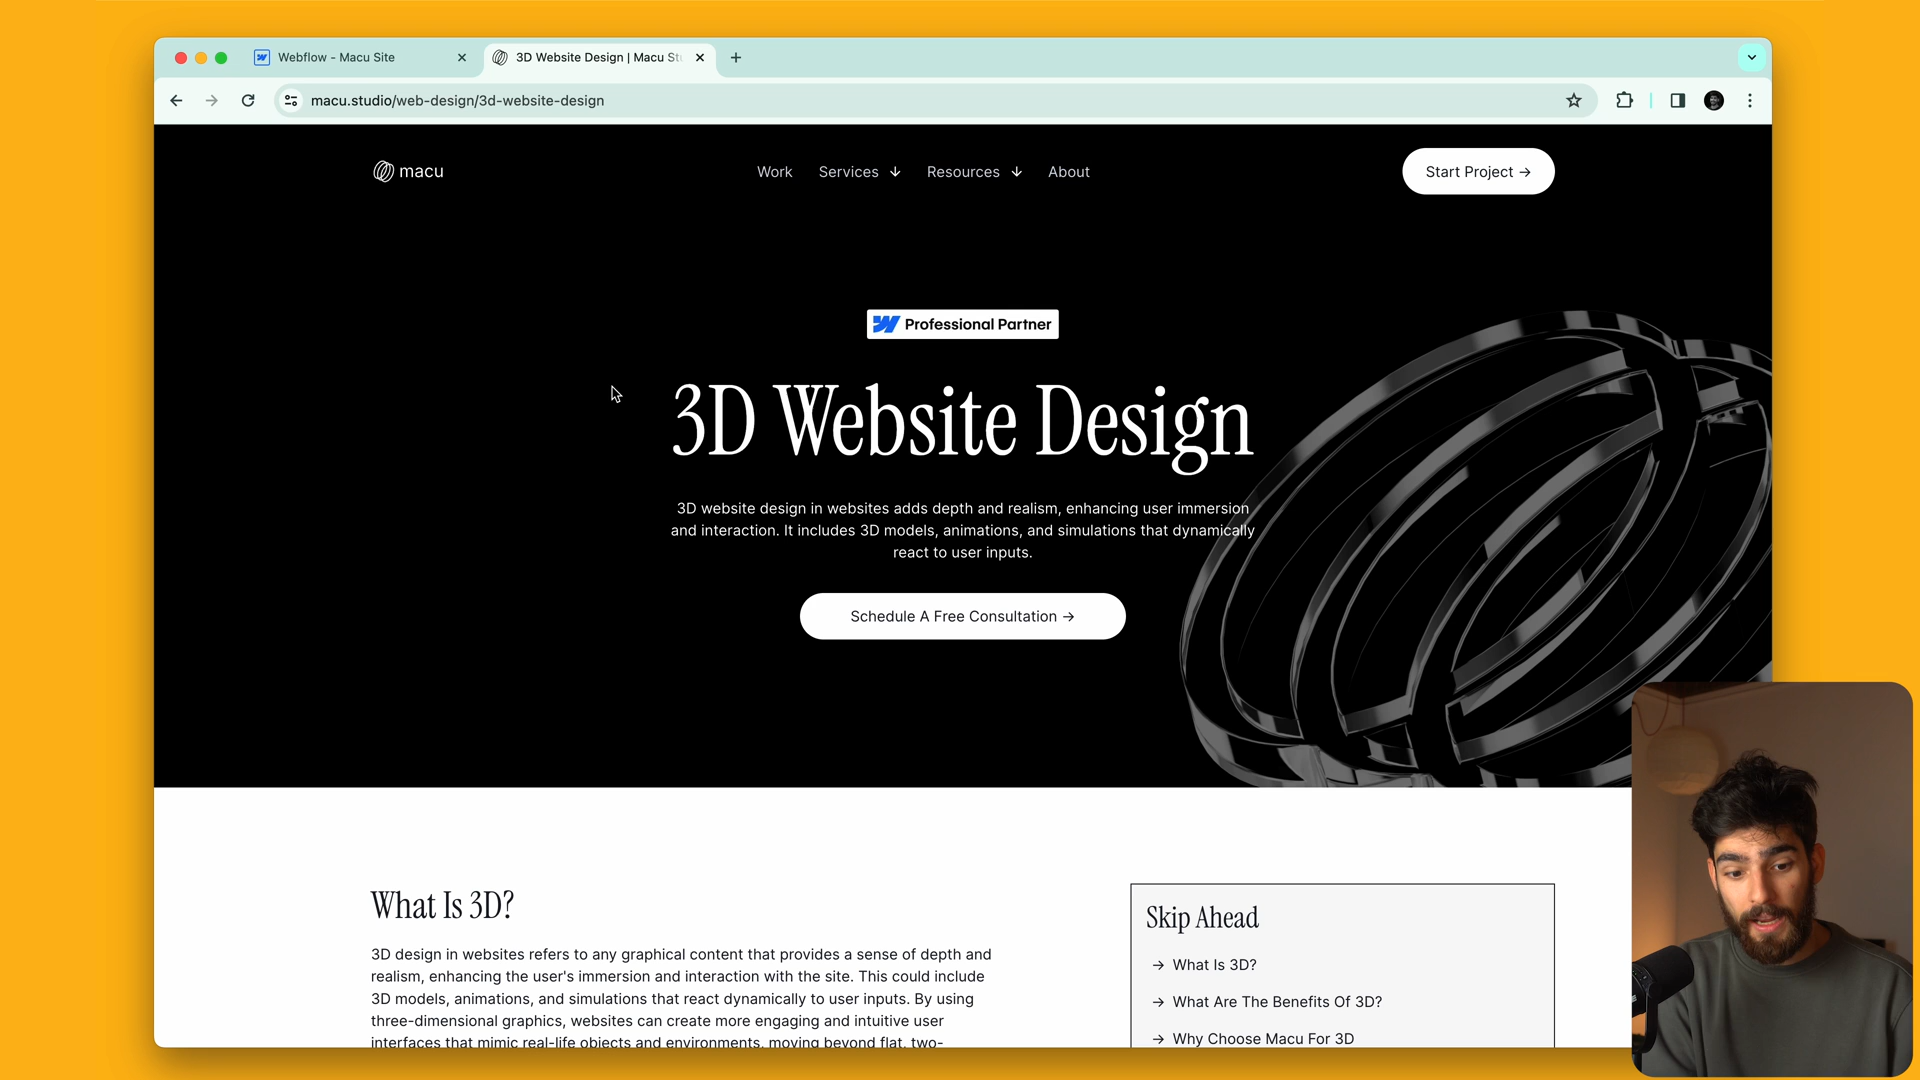 Webflow - Macu Site
3D Website Design | Macu St
macu.studio/web-design/3d-website-design
macu
Work
Services ↓
Resources ↓
About
Start Project →
Professional Partner
3D Website Design
3D website design in websites adds depth and realism, enhancing user immersion
and interaction. It includes 3D models, animations, and simulations that dynamically
react to user inputs.
Schedule A Free Consultation →
What Is 3D?
3D design in websites refers to any graphical content that provides a sense of depth and
realism, enhancing the user's immersion and interaction with the site. This could include
3D models, animations, and simulations that react dynamically to user inputs. By using
three-dimensional graphics, websites can create more engaging and intuitive user
interfaces that mimic real-life objects and environments, moving beyond flat, two-
Skip Ahead
→ What Is 3D?
→ What Are The Benefits Of 3D?
→ Why Choose Macu For 3D